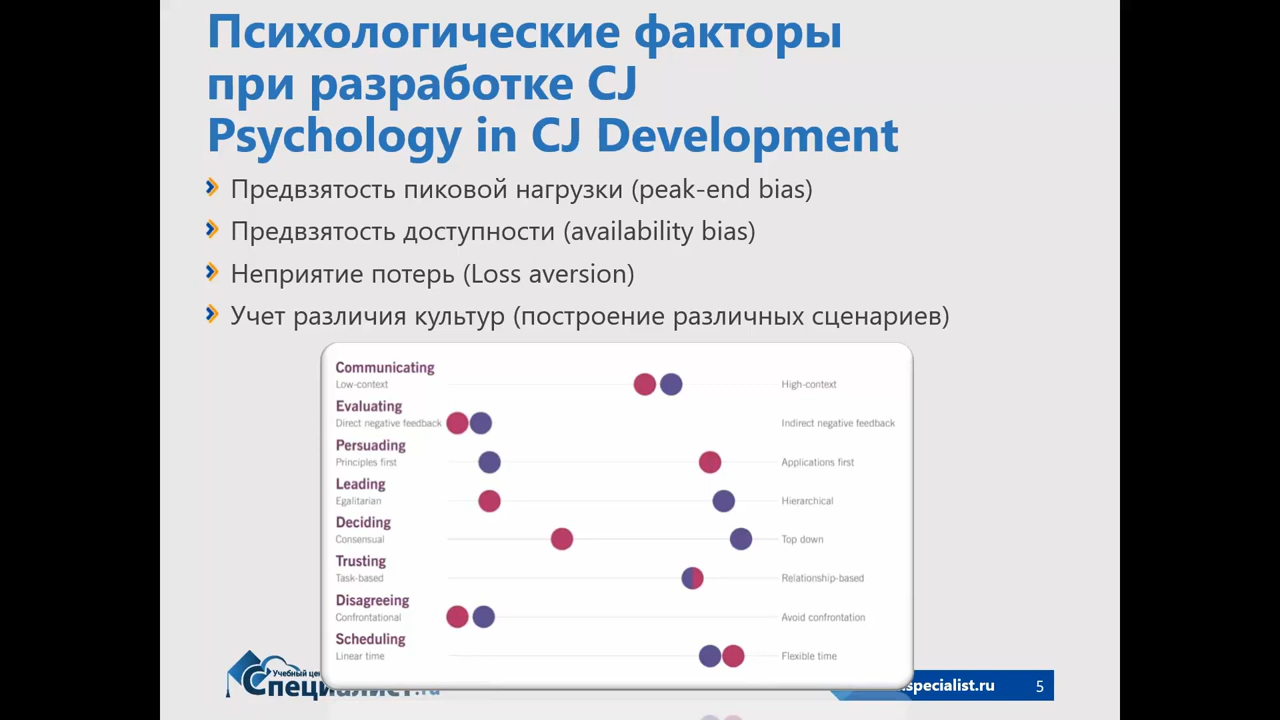 Психологические факторы
при разработке CJ
Psychology in CJ Development
Предвзятость пиковой нагрузки (peak-end bias)
Предвзятость доступности (availability bias)
Неприятие потерь (Loss aversion)
Учет различия культур (построение различных сценариев)
Communicating
Low-context High-context
Evaluating
Direct negative feedback Indirect negative feedback
Persuading
Principles first Applications first
Leading
Egalitarian Hierarchical
Deciding
Consensual Top down
Trusting
Task-based Relationship-based
Disagreeing
Confrontational Avoid confrontation
Scheduling
Linear time Flexible time
Учебный
Специалист.ru
.specialist.ru 5